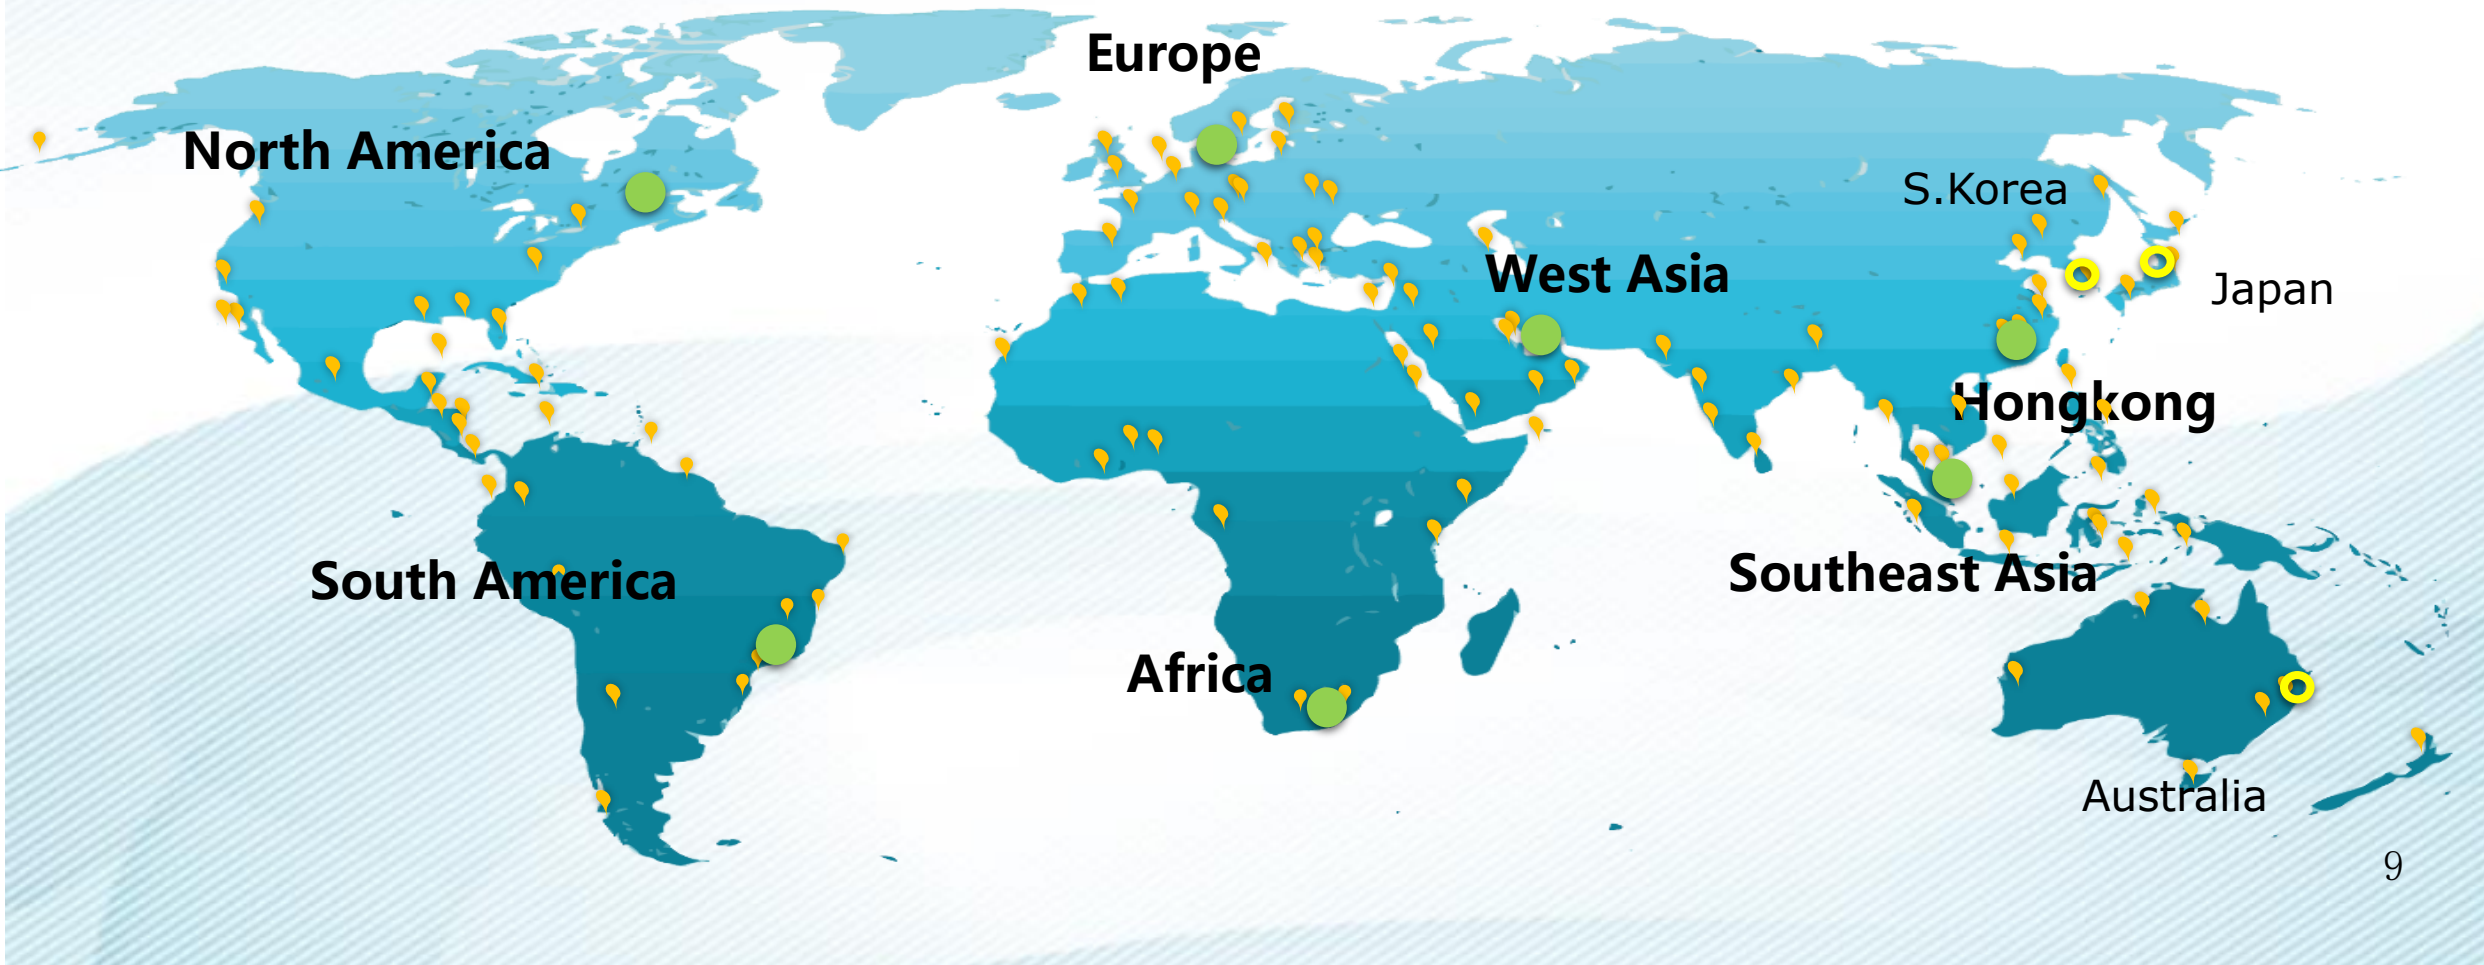 Europe
North America
S.Korea
West Asia
Japan
Hongkong
South America
Southeast Asia
Africa
Australia
9